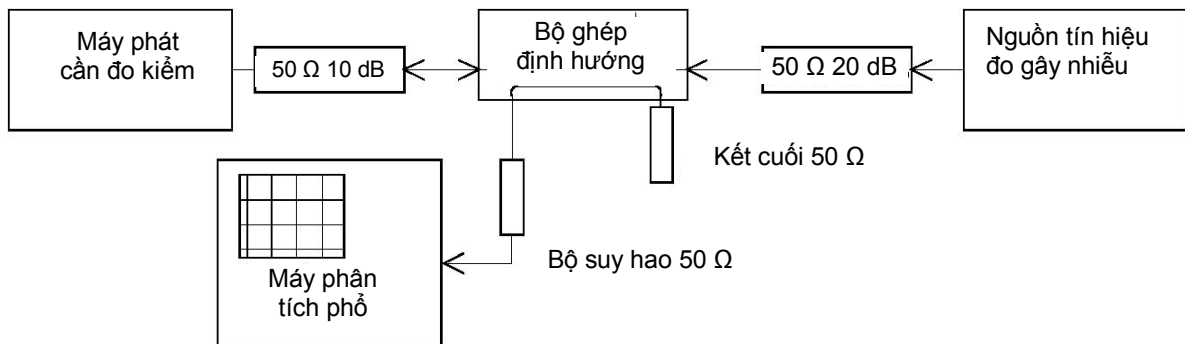 Máy phát
cần đo kiểm
50 Ω 10 dB
Bộ ghép
định hướng
50 Ω 20 dB
Nguồn tín hiệu
đo gây nhiễu
Kết cuối 50 Ω
Bộ suy hao 50 Ω
Máy phân
tích phổ